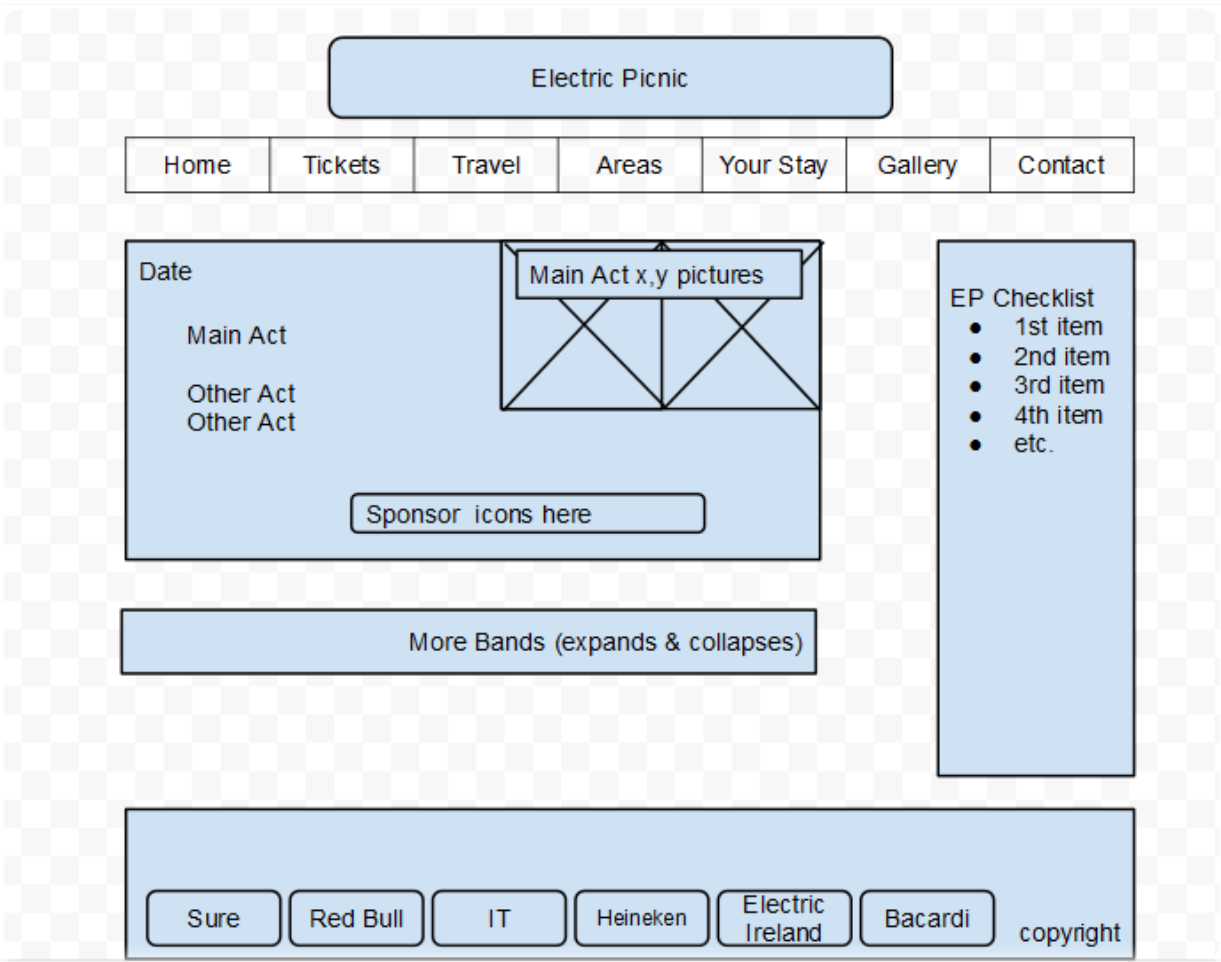 Electric Picnic
Home Tickets Travel Areas Your Stay Gallery Contact
Date
Main Act x,y pictures
Main Act
Other Act
Other Act
Sponsor icons here
EP Checklist
● 1st item
● 2nd item
● 3rd item
● 4th item
● etc.
More Bands (expands & collapses)
Sure
Red Bull
IT
Heineken
Electric
Ireland
Bacardi
copyright